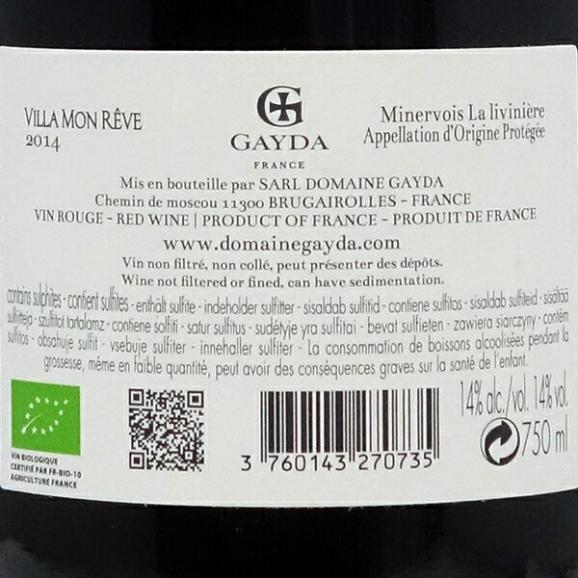 VILLA MON RÊVE
2014
GAYDA
FRANCE
Minervois La livinière
Appellation d'Origine Protégée
Mis en bouteille par SARL DOMAINE GAYDA
Chemin de moscou 11300 BRUGAIROLLES - FRANCE
VIN ROUGE - RED WINE | PRODUCT OF FRANCE - PRODUIT DE FRANCE
www.domainegayda.com
Vin non filtré, non collé, peut présenter des dépôts.
Wine not filtered or fined, can have sedimentation.
contains sulphites - contient sulfites - enthält sulfite - indeholder sulfitter - sisaldab sulfitid - contiene sulfitos - sisaldab sulfiteid - sisältää
sulfiitteja - szulfitot tartalamz - contiene solfiti - satur sulfitus - sudėtyje yra sulfitai - bevat sulfieten - zawiera siarczyny - contém
sulfitos - obsahuje sulfit - vsebuje sulfiter - innehaller sulfiter - La consommation de boissons alcoolisées pendant la
grossesse, même en faible quantité, peut avoir des conséquences graves sur la santé de l'enfant.
14% alc./vol. 14% vol.
750 ml
3 760143 270735
VIN BIOLOGIQUE
CERTIFIÉ PAR FR-BIO-10
AGRICULTURE FRANCE